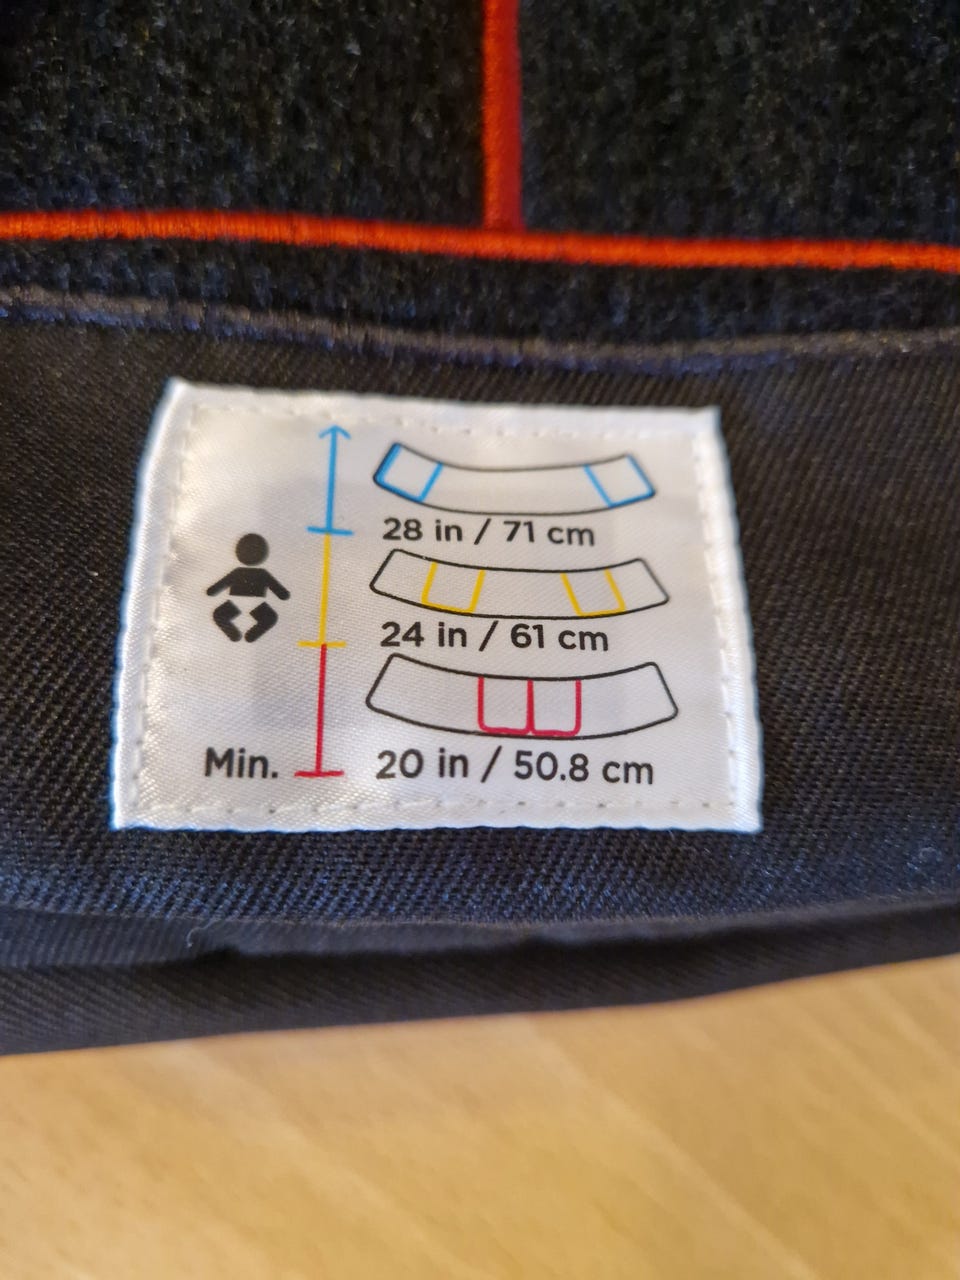 28 in / 71 cm
24 in / 61 cm
Min.
20 in / 50.8 cm